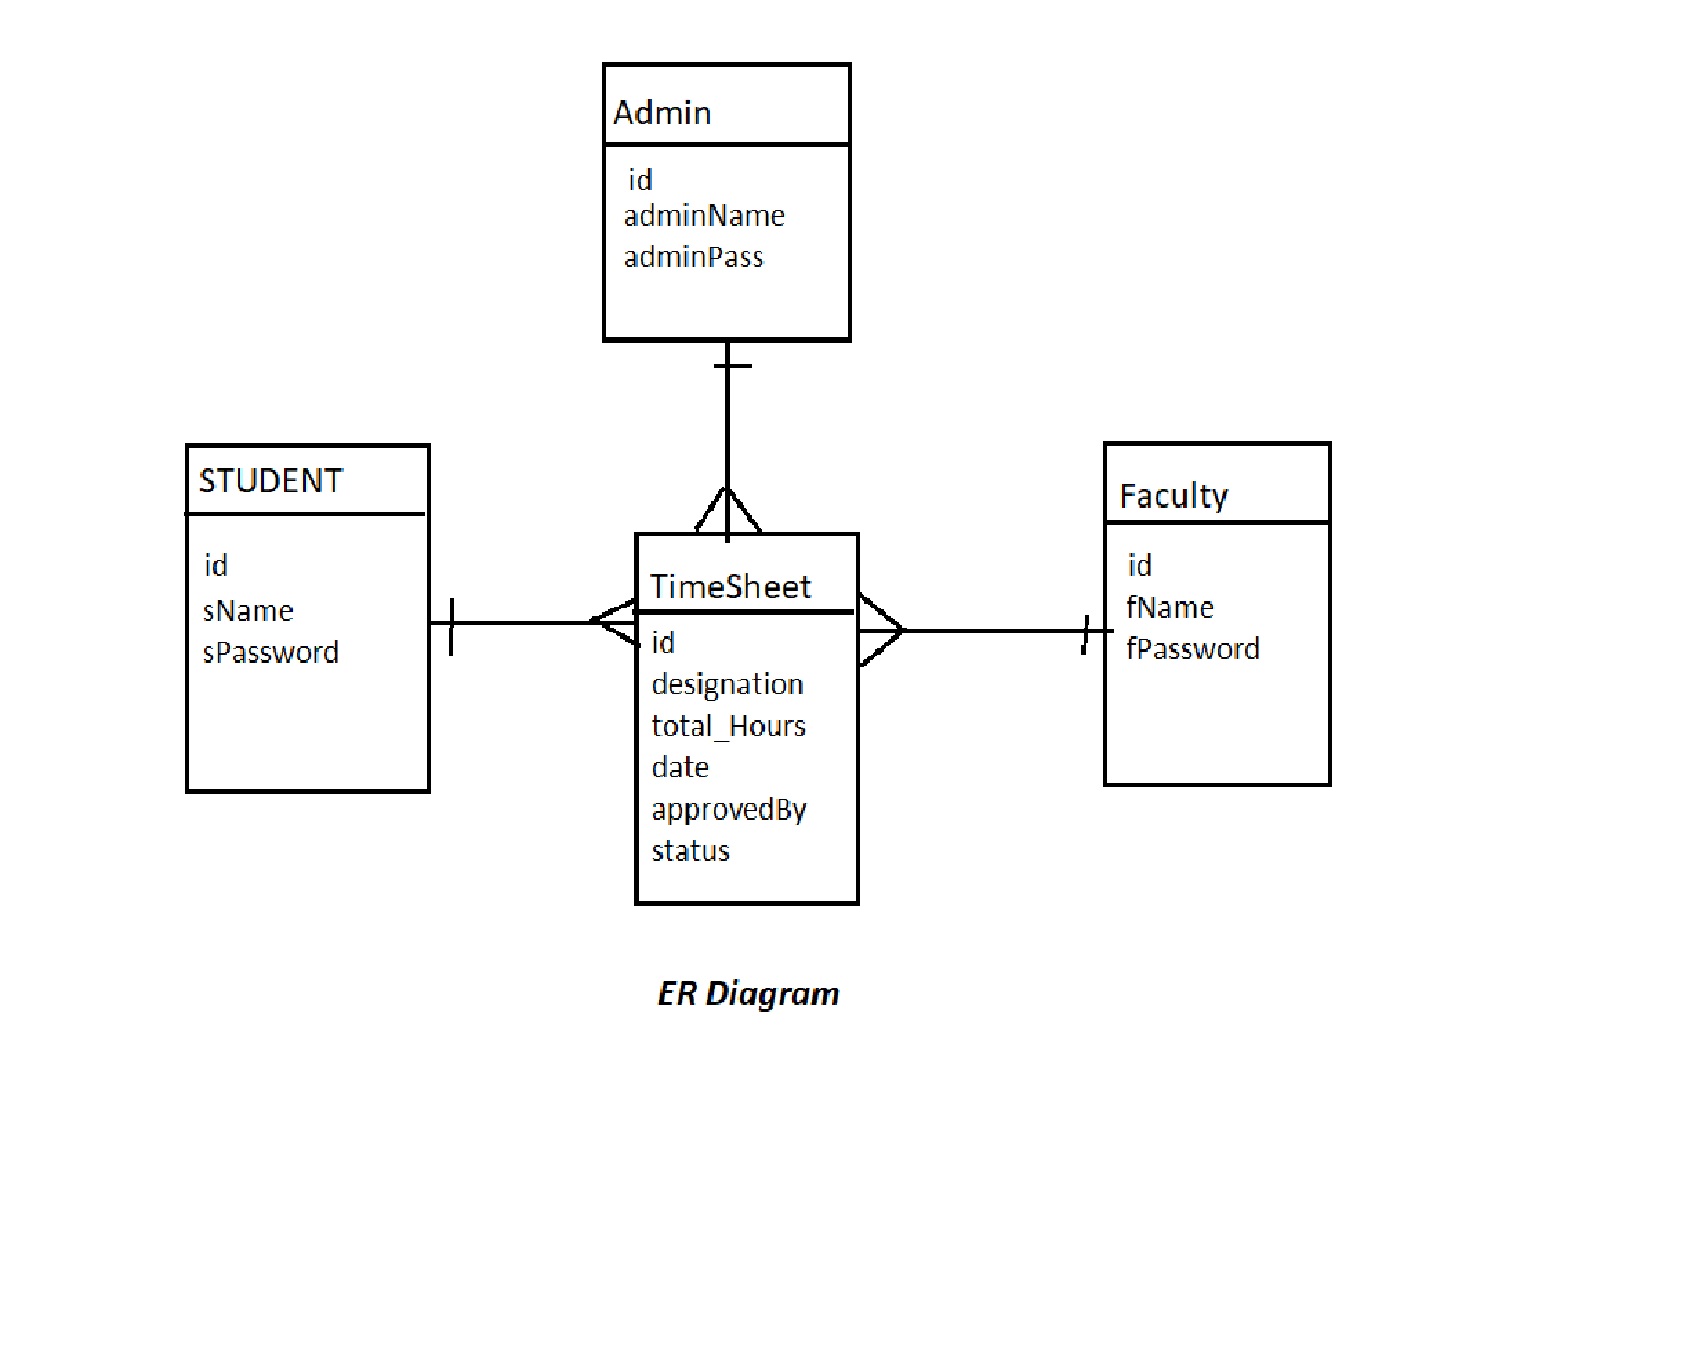 Admin
id
adminName
adminPass
STUDENT
id
sName
sPassword
TimeSheet
id
designation
total_Hours
date
approvedBy
status
Faculty
id
fName
fPassword
ER Diagram